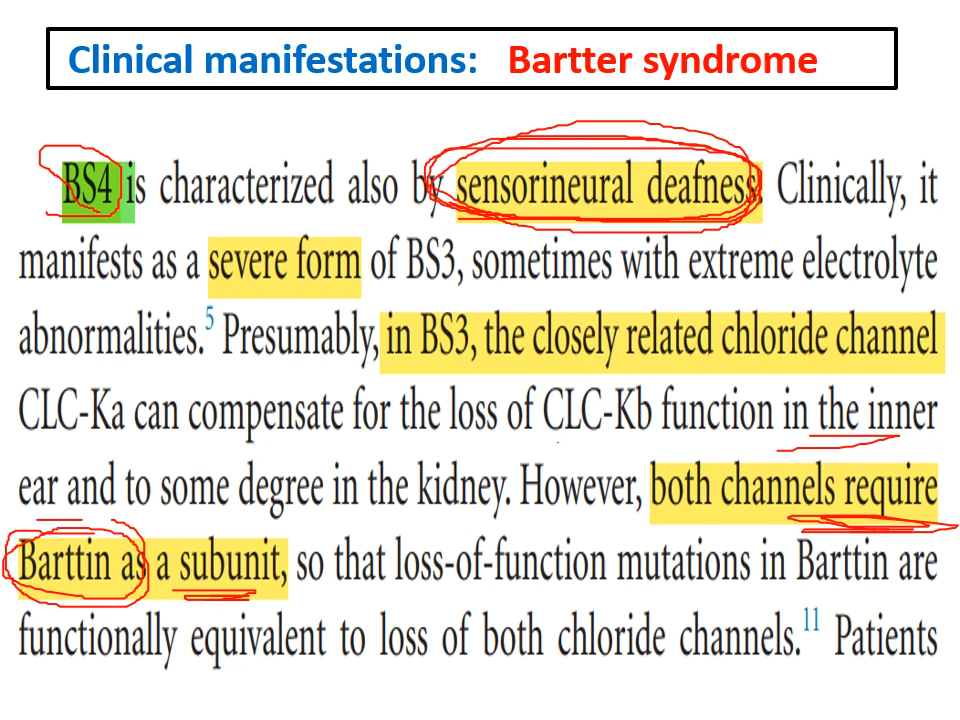 Clinical manifestations: Bartter syndrome
BS4 is characterized also by sensorineural deafness. Clinically, it
manifests as a severe form of BS3, sometimes with extreme electrolyte
abnormalities.5 Presumably, in BS3, the closely related chloride channel
CLC-Ka can compensate for the loss of CLC-Kb function in the inner
ear and to some degree in the kidney. However, both channels require
Barttin as a subunit, so that loss-of-function mutations in Barttin are
functionally equivalent to loss of both chloride channels.11 Patients